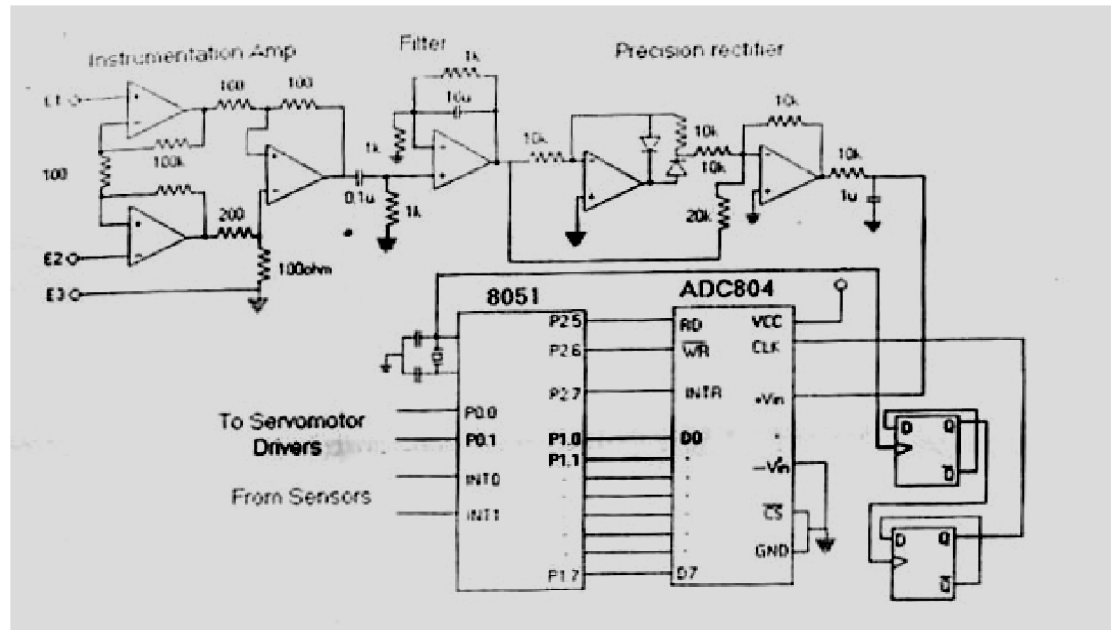 Instrumentation Amp
Filter
Precision rectifier
1k
10u
100 100
E1
10k
10k
10k
10k
100k
1k
100
10k
1u
0.1u
1k
20k
200
E2
100ohm
E3
8051
ADC804
P2.5
RD
VCC
P2.6
WR
CLK
P2.7
INTR
+Vin
P0.0
To Servomotor
Drivers
P0.1
P1.0
D0
P1.1
-Vin
D Q
Q
INT0
From Sensors
INT1
CS
GND
D Q
Q
P1.7
D7